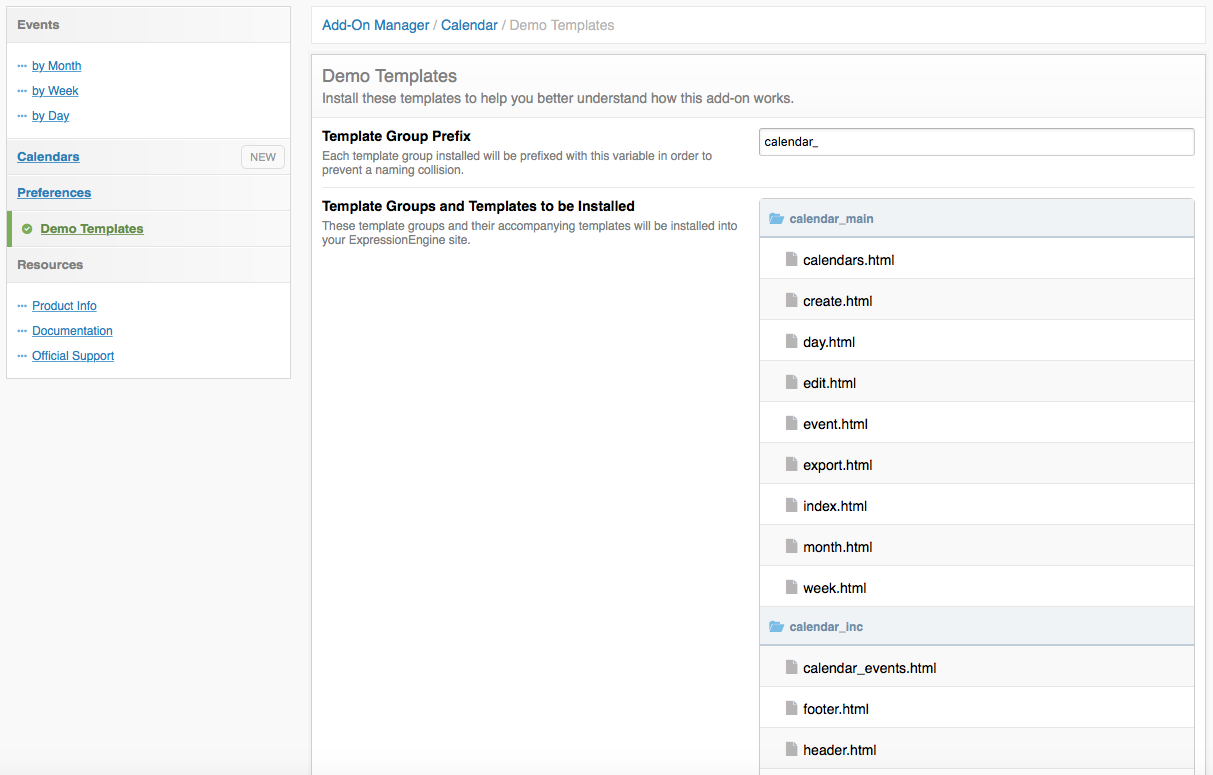 Events
by Month
by Week
by Day
Calendars NEW
Preferences
Demo Templates
Resources
Product Info
Documentation
Official Support
Add-On Manager / Calendar / Demo Templates
Demo Templates
Install these templates to help you better understand how this add-on works.
Template Group Prefix
Each template group installed will be prefixed with this variable in order to
prevent a naming collision.
calendar_
Template Groups and Templates to be Installed
These template groups and their accompanying templates will be installed into
your ExpressionEngine site.
calendar_main
calendars.html
create.html
day.html
edit.html
event.html
export.html
index.html
month.html
week.html
calendar_inc
calendar_events.html
footer.html
header.html